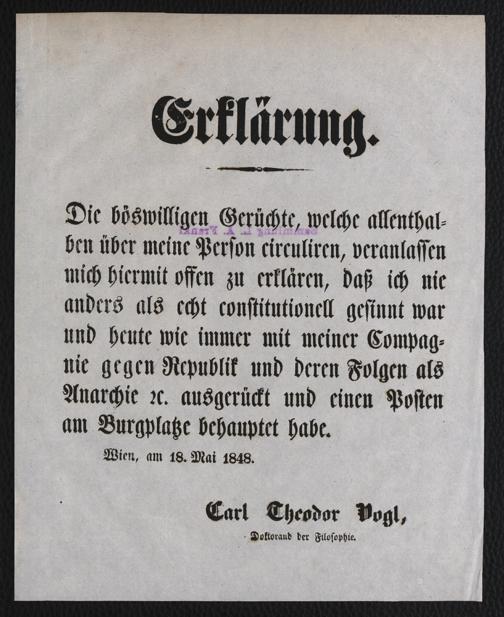 Erklärung.
Die böswilligen Gerüchte, welche allenthal-
ben über meine Person circuliren, veranlassen
mich hiermit offen zu erklären, daß ich nie
anders als echt constitutionell gesinnt war
und heute wie immer mit meiner Compag-
nie gegen Republik und deren Folgen als
Anarchie ꝛc. ausgerückt und einen Posten
am Burgplatze behauptet habe.
Wien, am 18. Mai 1848.
Carl Theodor Vogl,
Doktorand der Filosophie.